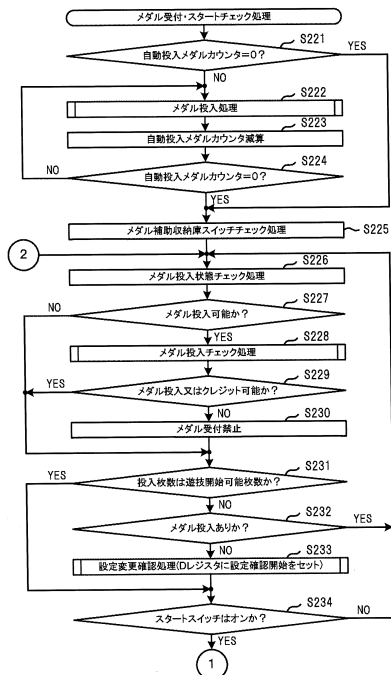 メダル受付・スタートチェック処理
S221
自動投入メダルカウンタ=0?
YES
NO
S222
メダル投入処理
S223
自動投入メダルカウンタ減算
S224
NO
自動投入メダルカウンタ=0?
YES
メダル補助収納庫スイッチチェック処理
S225
2
S226
メダル投入状態チェック処理
S227
NO
メダル投入可能か?
YES
S228
メダル投入チェック処理
S229
YES
メダル投入又はクレジット可能か?
NO
S230
メダル受付禁止
S231
YES
投入枚数は遊技開始可能枚数か?
NO
S232
メダル投入ありか?
YES
NO
S233
設定変更確認処理(Dレジスタに設定確認開始をセット)
S234
スタートスイッチはオンか?
NO
YES
1